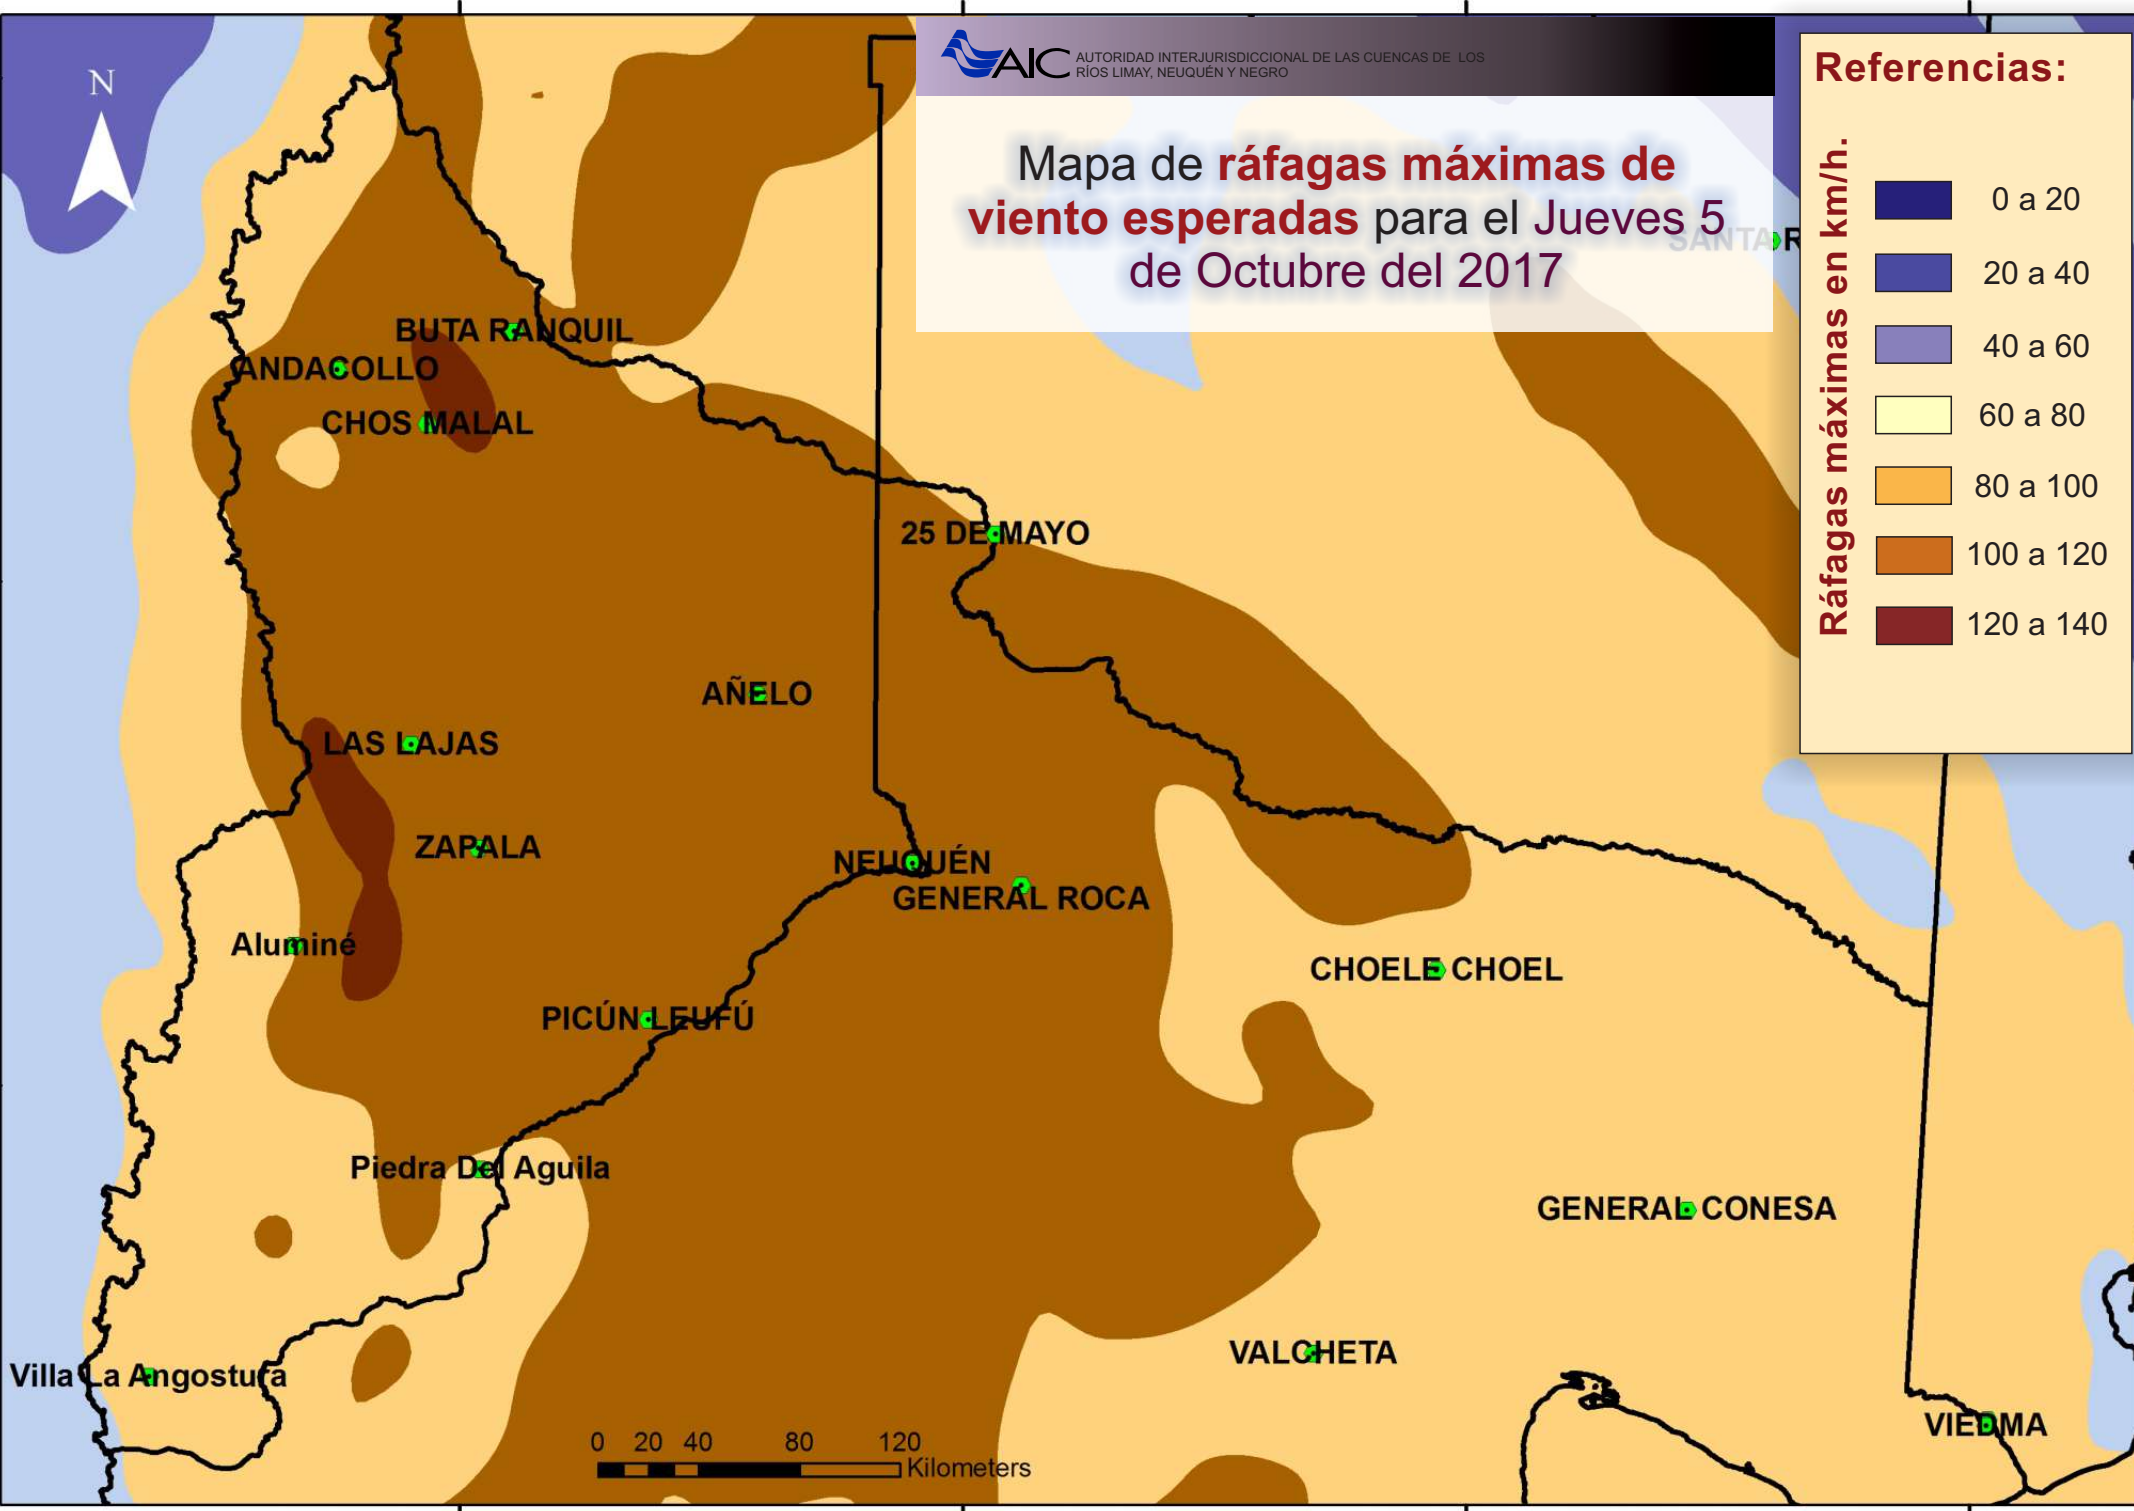 N
AIC
AUTORIDAD INTERJURISDICCIONAL DE LAS CUENCAS DE LOS
RÍOS LIMAY, NEUQUÉN Y NEGRO
Mapa de ráfagas máximas de
viento esperadas para el Jueves 5
de Octubre del 2017
Referencias:
Ráfagas máximas en km/h.
0 a 20
20 a 40
40 a 60
60 a 80
80 a 100
100 a 120
120 a 140
SANTA R
BUTA RANQUIL
ANDACOLLO
CHOS MALAL
25 DE MAYO
AÑELO
LAS LAJAS
ZAPALA
NEUQUÉN
GENERAL ROCA
Aluminé
CHOELE CHOEL
PICÚN LEUFÚ
Piedra Del Aguila
GENERAL CONESA
VALCHETA
Villa La Angostura
VIEDMA
0 20 40 80 120
Kilometers